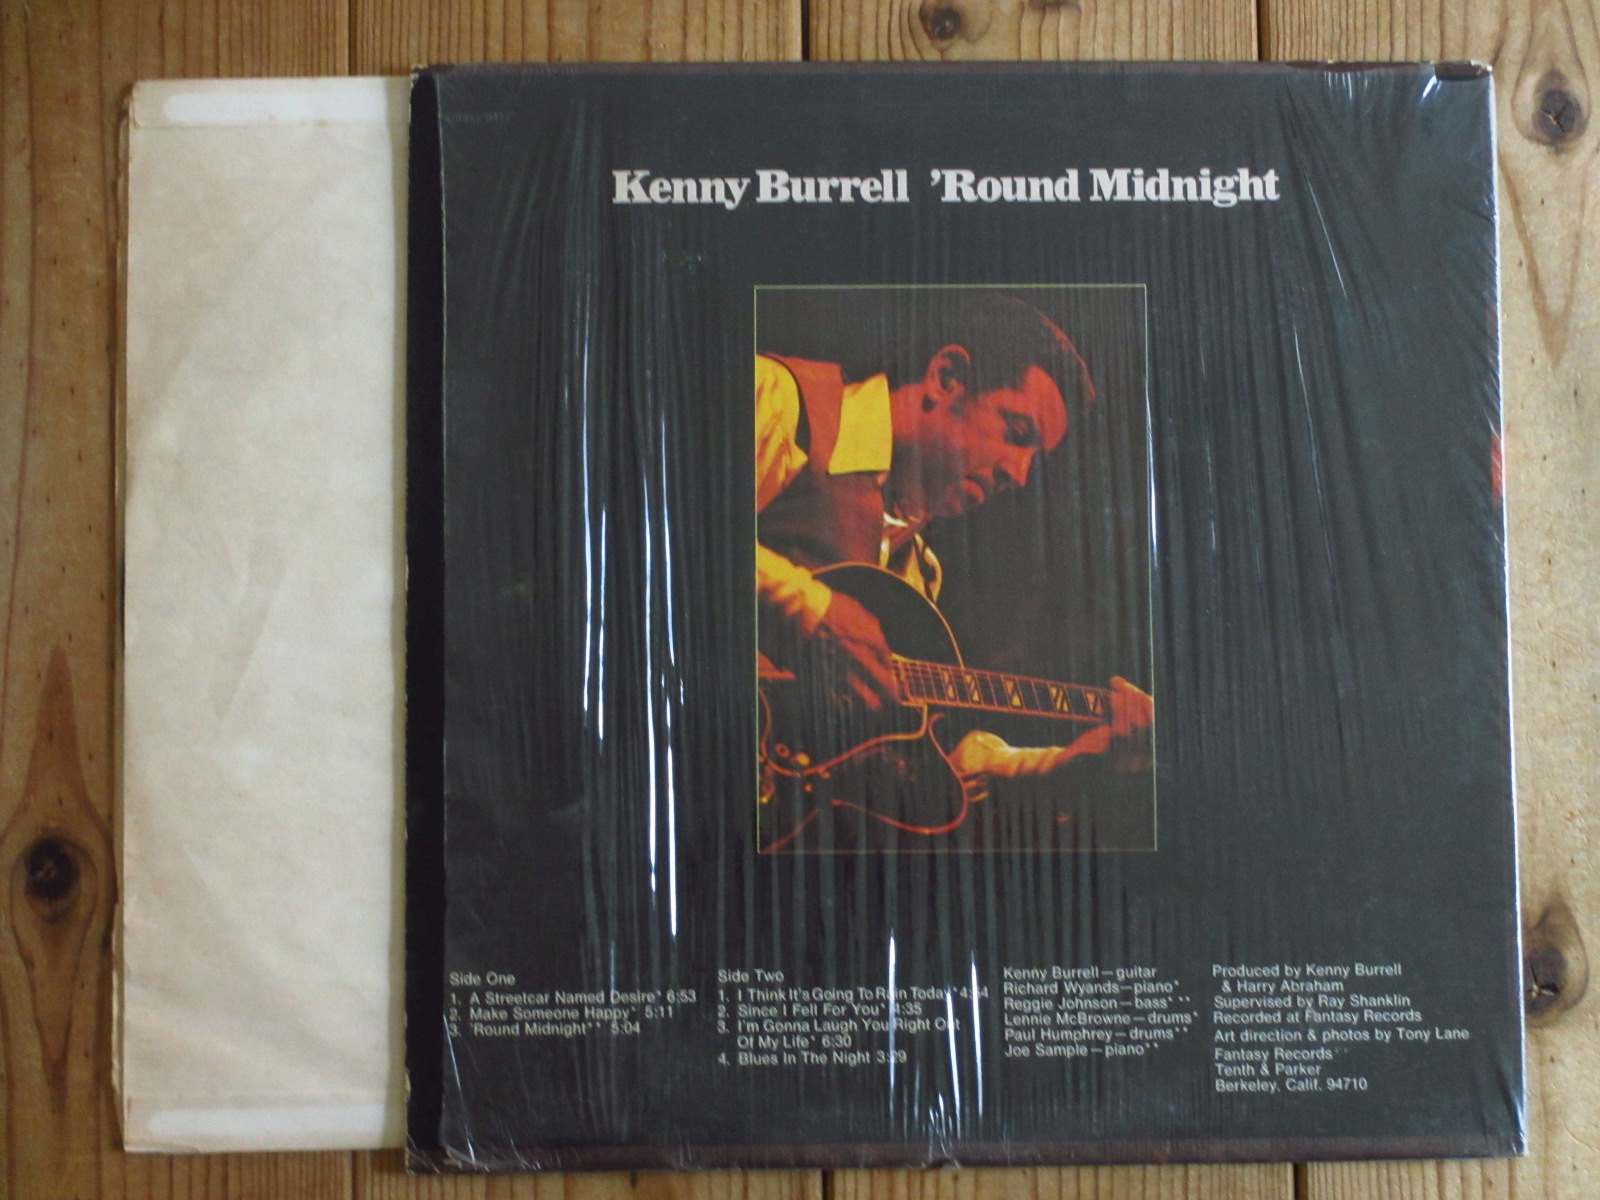 Kenny Burrell 'Round Midnight
Side One
1. A Streetcar Named Desire* 6:53
2. Make Someone Happy* 5:11
3. 'Round Midnight** 5:04
Side Two
1. I Think It's Going To Rain Today* 4:54
2. Since I Fell For You* 4:35
3. I'm Gonna Laugh You Right Out
Of My Life* 6:30
4. Blues In The Night 3:29
Kenny Burrell—guitar
Richard Wyands—piano*
Reggie Johnson—bass* **
Lennie McBrowne—drums*
Paul Humphrey—drums**
Joe Sample—piano**
Produced by Kenny Burrell
& Harry Abraham
Supervised by Ray Shanklin
Recorded at Fantasy Records
Art direction & photos by Tony Lane
Fantasy Records
Tenth & Parker
Berkeley, Calif. 94710